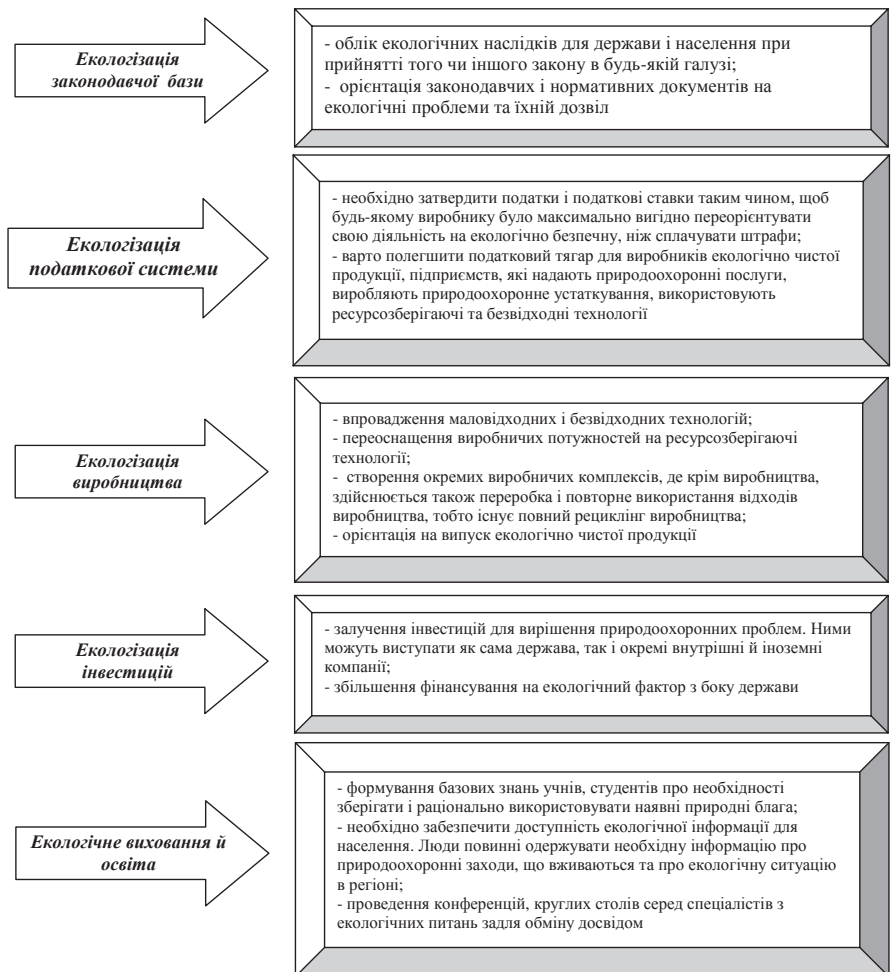 Екологізація
законодавчої бази
- облік екологічних наслідків для держави і населення при
прийнятті того чи іншого закону в будь-якій галузі;
- орієнтація законодавчих і нормативних документів на
екологічні проблеми та їхній дозвіл
Екологізація
податкової системи
- необхідно затвердити податки і податкові ставки таким чином, щоб
будь-якому виробнику було максимально вигідно переорієнтувати
свою діяльність на екологічно безпечну, ніж сплачувати штрафи;
- варто полегшити податковий тягар для виробників екологічно чистої
продукції, підприємств, які надають природоохоронні послуги,
виробляють природоохоронне устаткування, використовують
ресурсозберігаючі та безвідходні технології
Екологізація
виробництва
- впровадження маловідходних і безвідходних технологій;
- переоснащення виробничих потужностей на ресурсозберігаючі
технології;
- створення окремих виробничих комплексів, де крім виробництва,
здійснюється також переробка і повторне використання відходів
виробництва, тобто існує повний рециклінг виробництва;
- орієнтація на випуск екологічно чистої продукції
Екологізація
інвестицій
- залучення інвестицій для вирішення природоохоронних проблем. Ними
можуть виступати як сама держава, так і окремі внутрішні й іноземні
компанії;
- збільшення фінансування на екологічний фактор з боку держави
Екологічне виховання й
освіта
- формування базових знань учнів, студентів про необхідності
зберігати і раціонально використовувати наявні природні блага;
- необхідно забезпечити доступність екологічної інформації для
населення. Люди повинні одержувати необхідну інформацію про
природоохоронні заходи, що вживаються та про екологічну ситуацію
в регіоні;
- проведення конференцій, круглих столів серед спеціалістів з
екологічних питань задля обміну досвідом